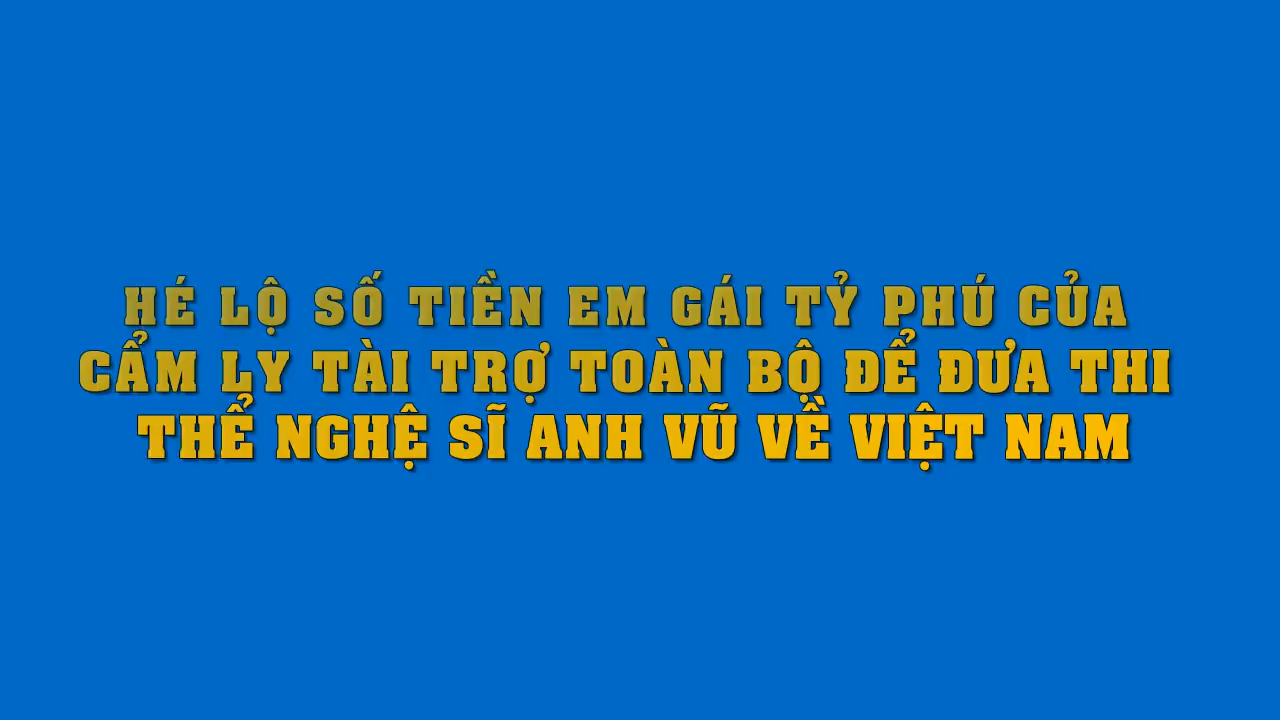 HÉ LỘ SỐ TIỀN EM GÁI TỶ PHÚ CỦA
CẨM LY TÀI TRỢ TOÀN BỘ ĐỂ ĐƯA THI
THỂ NGHỆ SĨ ANH VŨ VỀ VIỆT NAM